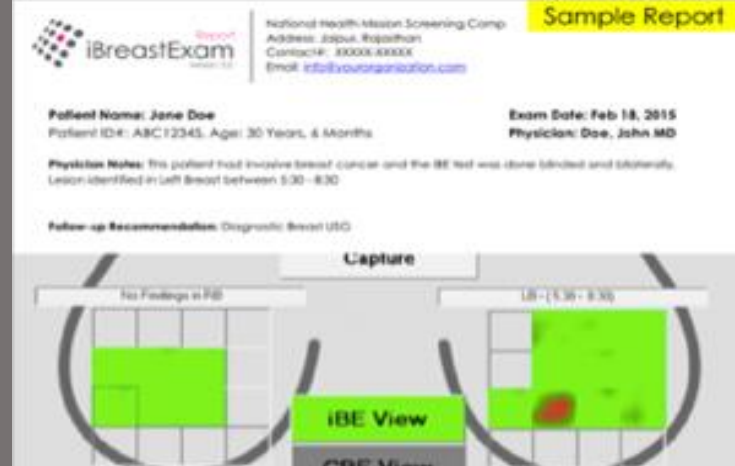 Sample Report
Report
iBreastExam
National Health Mission Screening Camp
Address: Jaipur, Rajasthan
Contact#: XXXXX-XXXXX
Email: info@yourorganization.com
Patient Name: Jane Doe
Exam Date: Feb 18, 2015
Patient ID#: ABC12345, Age: 30 Years, 6 Months
Physician: Doe, John MD
Physician Notes: This patient had invasive breast cancer and the iBE test was done blinded and bilaterally.
Lesion identified in Left Breast between 5:30 - 8:30
Follow-up Recommendation: Diagnostic Breast USG
Capture
No Findings in RB
LB - ( 5:30 - 8:30)
iBE View
CBE View